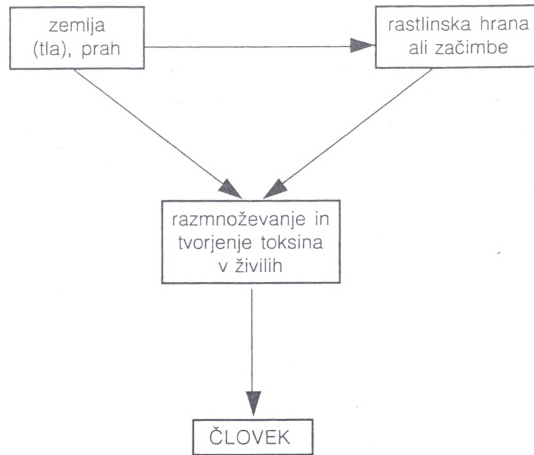 zemlja
(tla), prah
rastlinska hrana
ali začimbe
razmnoževanje in
tvorjenje toksina
v živilih
ČLOVEK